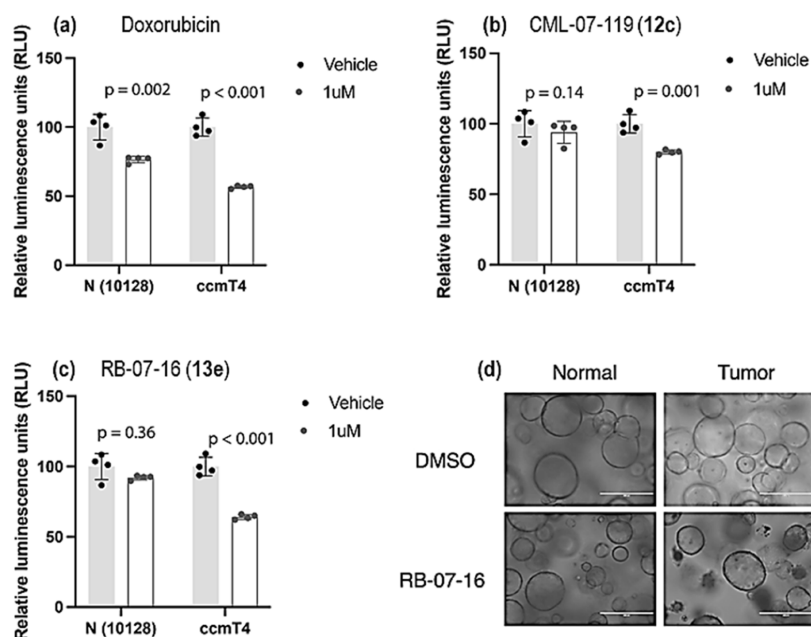 (a) Doxorubicin
Relative luminescence units (RLU)
150
100
50
0
p = 0.002
p < 0.001
Vehicle
1uM
N (10128)
ccmT4
(b) CML-07-119 (12c)
Relative luminescence units (RLU)
150
100
50
0
p = 0.14
p = 0.001
Vehicle
1uM
N (10128)
ccmT4
(c) RB-07-16 (13e)
Relative luminescence units (RLU)
150
100
50
0
p = 0.36
p < 0.001
Vehicle
1uM
N (10128)
ccmT4
(d)
Normal
Tumor
DMSO
RB-07-16